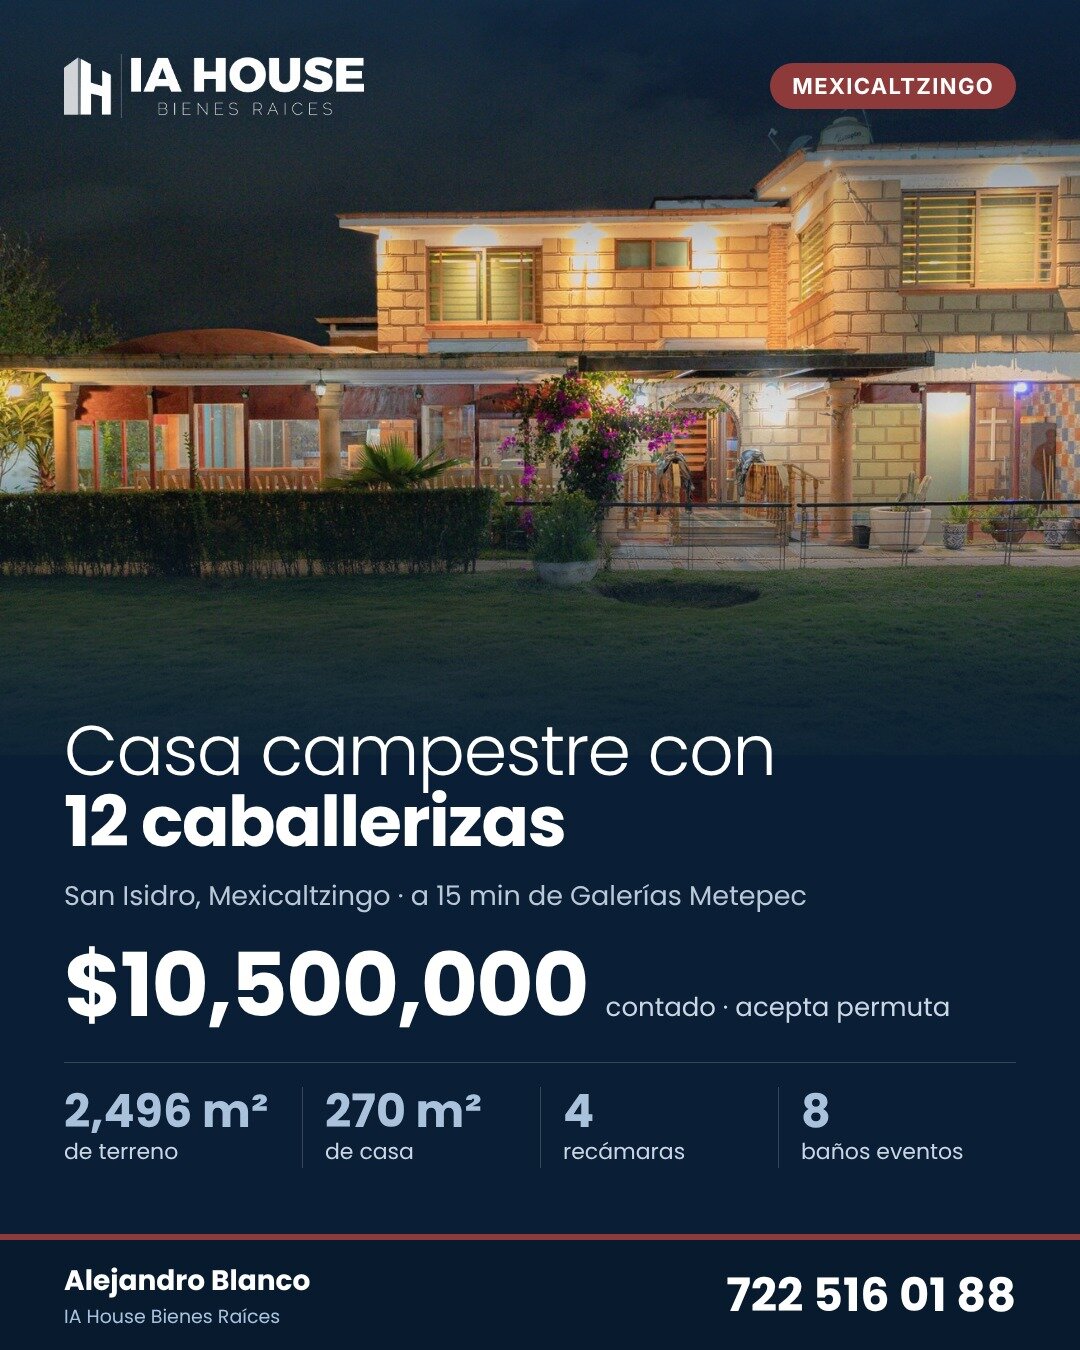 IA HOUSE
BIENES RAICES
MEXICALTZINGO
Casa campestre con
12 caballerizas
San Isidro, Mexicaltzingo · a 15 min de Galerías Metepec
$10,500,000 contado · acepta permuta
2,496 m²
de terreno
270 m²
de casa
4
recámaras
8
baños eventos
Alejandro Blanco
IA House Bienes Raíces
722 516 01 88